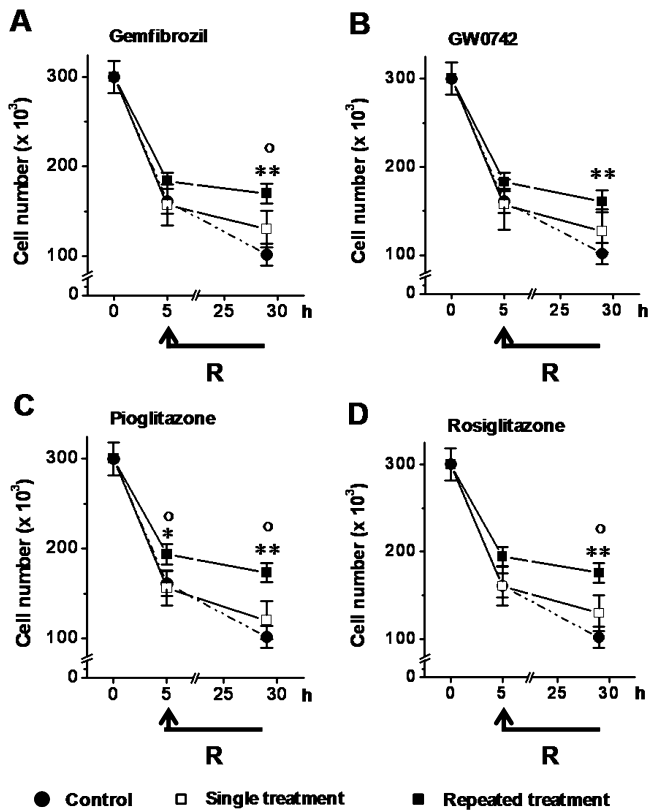 A
Gemfibrozil
Cell number (x 10³)
300
200
100
0
o
**
0 5 25 30 h
R
B
GW0742
Cell number (x 10³)
300
200
100
0
**
0 5 25 30 h
R
C
Pioglitazone
Cell number (x 10³)
300
200
100
0
o
*
o
**
0 5 25 30 h
R
D
Rosiglitazone
Cell number (x 10³)
300
200
100
0
o
**
0 5 25 30 h
R
Control Single treatment Repeated treatment